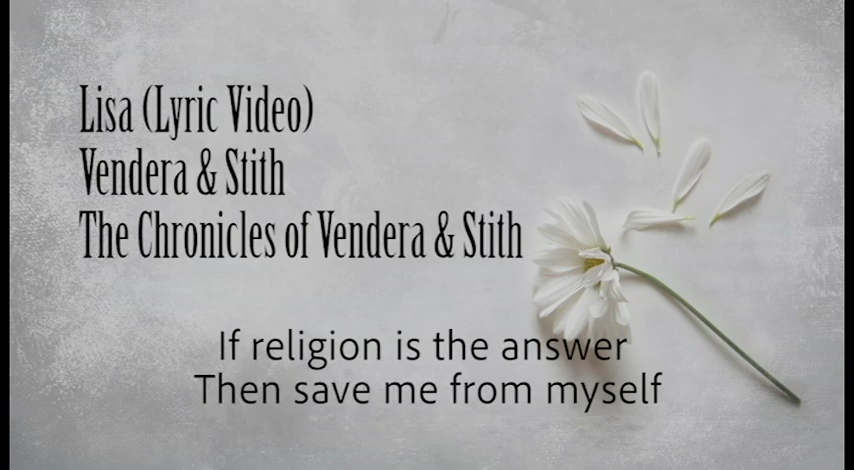 Lisa (Lyric Video)
Vendera & Stith
The Chronicles of Vendera & Stith
If religion is the answer
Then save me from myself